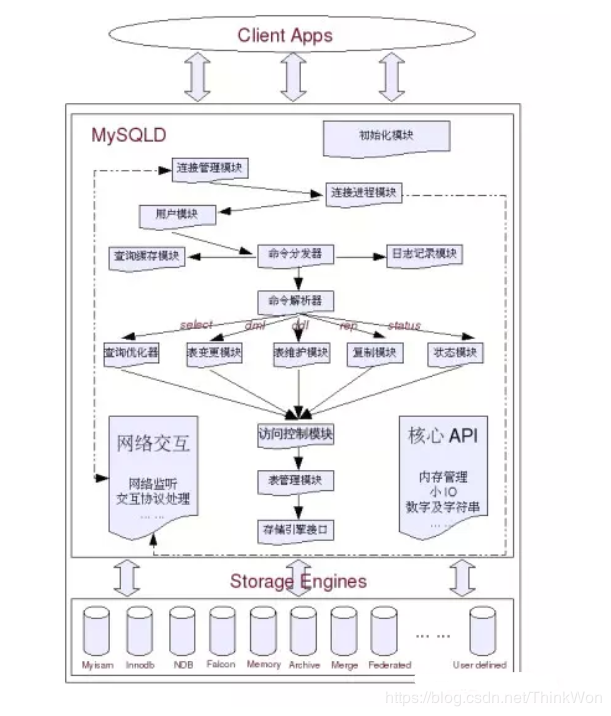 Client Apps
MySQLD
初始化模块
连接管理模块
连接进程模块
用户模块
查询缓存模块
命令分发器
日志记录模块
命令解析器
select
dml
ddl
rep
status
查询优化器
表变更模块
表维护模块
复制模块
状态模块
访问控制模块
网络交互
网络监听
交互协议处理
... ...
核心 API
内存管理
小 IO
数字及字符串
... ...
表管理模块
存储引擎接口
Storage Engines
Myisam
Innodb
NDB
Falcon
Memory
Archive
Merge
Federated
... ...
User defined
https://blog.csdn.net/ThinkWon